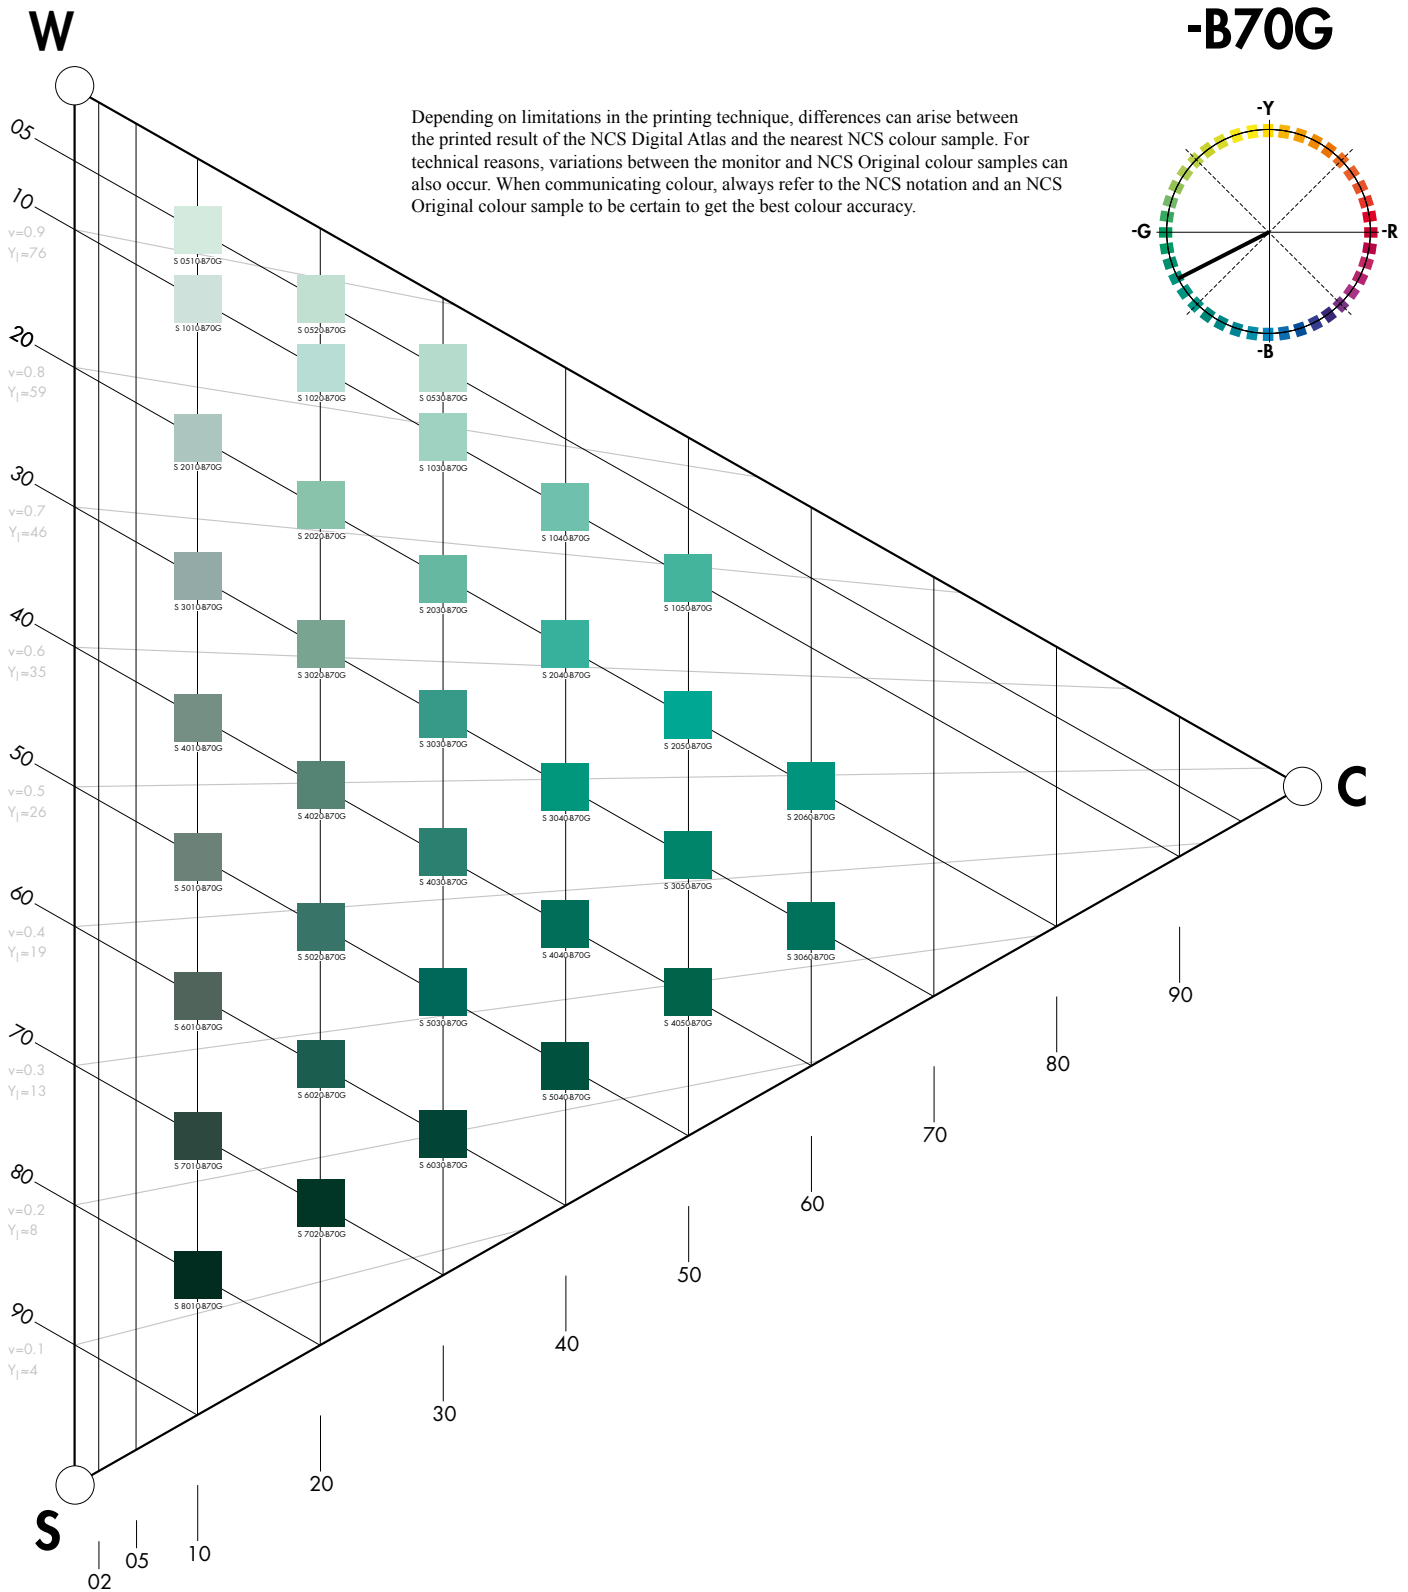 W
-B70G
Depending on limitations in the printing technique, differences can arise between
the printed result of the NCS Digital Atlas and the nearest NCS colour sample. For
technical reasons, variations between the monitor and NCS Original colour samples can
also occur. When communicating colour, always refer to the NCS notation and an NCS
Original colour sample to be certain to get the best colour accuracy.
-Y
-G
-R
-B
05
10
v=0.9
Y|≈76
20
v=0.8
Y|≈59
30
v=0.7
Y|≈46
40
v=0.6
Y|≈35
50
v=0.5
Y|≈26
60
v=0.4
Y|≈19
70
v=0.3
Y|≈13
80
v=0.2
Y|≈8
90
v=0.1
Y|≈4
S 0510-B70G
S 1010-B70G
S 0520-B70G
S 1020-B70G
S 0530-B70G
S 2010-B70G
S 1030-B70G
S 2020-B70G
S 1040-B70G
S 3010-B70G
S 2030-B70G
S 1050-B70G
S 3020-B70G
S 2040-B70G
S 4010-B70G
S 3030-B70G
S 2050-B70G
S 4020-B70G
S 3040-B70G
S 2060-B70G
S 5010-B70G
S 4030-B70G
S 3050-B70G
S 5020-B70G
S 4040-B70G
S 3060-B70G
S 6010-B70G
S 5030-B70G
S 4050-B70G
S 6020-B70G
S 5040-B70G
S 7010-B70G
S 6030-B70G
S 7020-B70G
S 8010-B70G
C
90
80
70
60
50
40
30
20
10
05
02
S